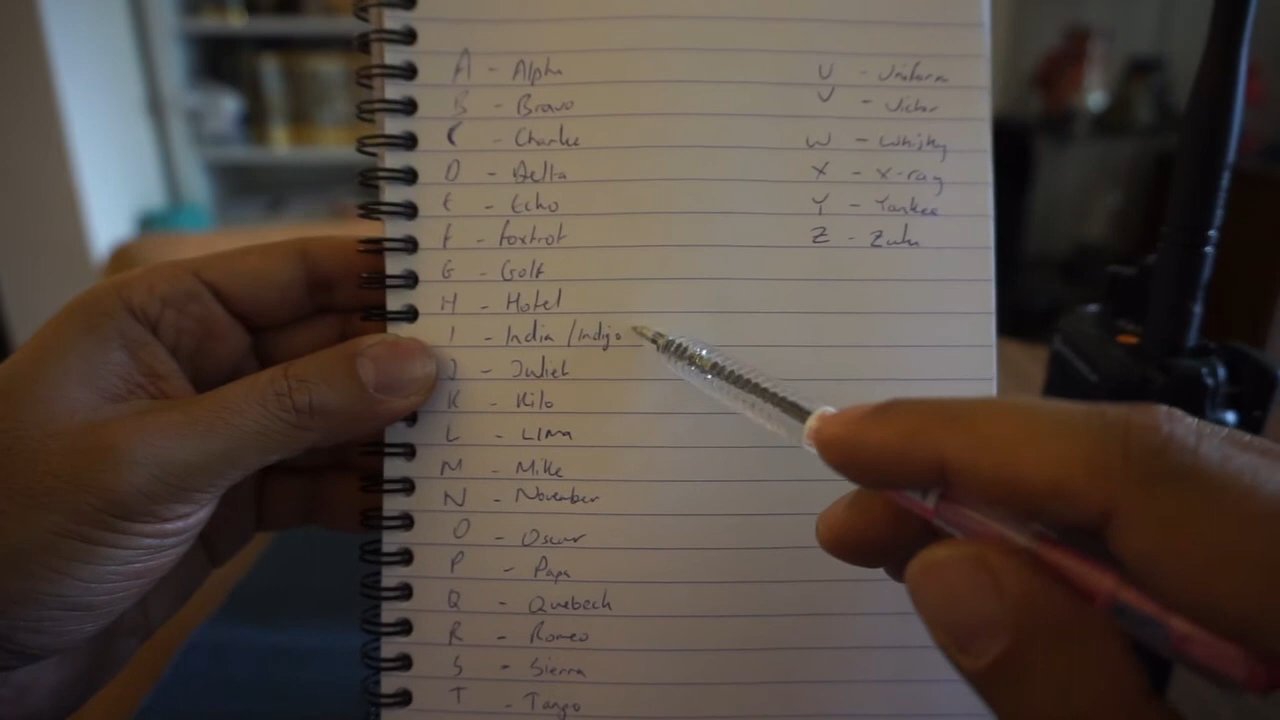 A - Alpha
B - Bravo
C - Charlie
D - Delta
E - Echo
F - Foxtrot
G - Golf
H - Hotel
I - India / Indigo
J - Juliet
K - Kilo
L - LIMa
M - Mike
N - November
O - Oscar
P - Papa
Q - Quebech
R - Romeo
S - Sierra
T - Tango
U - Uniform
V - Victor
W - Whisky
X - X-ray
Y - Yankee
Z - Zulu